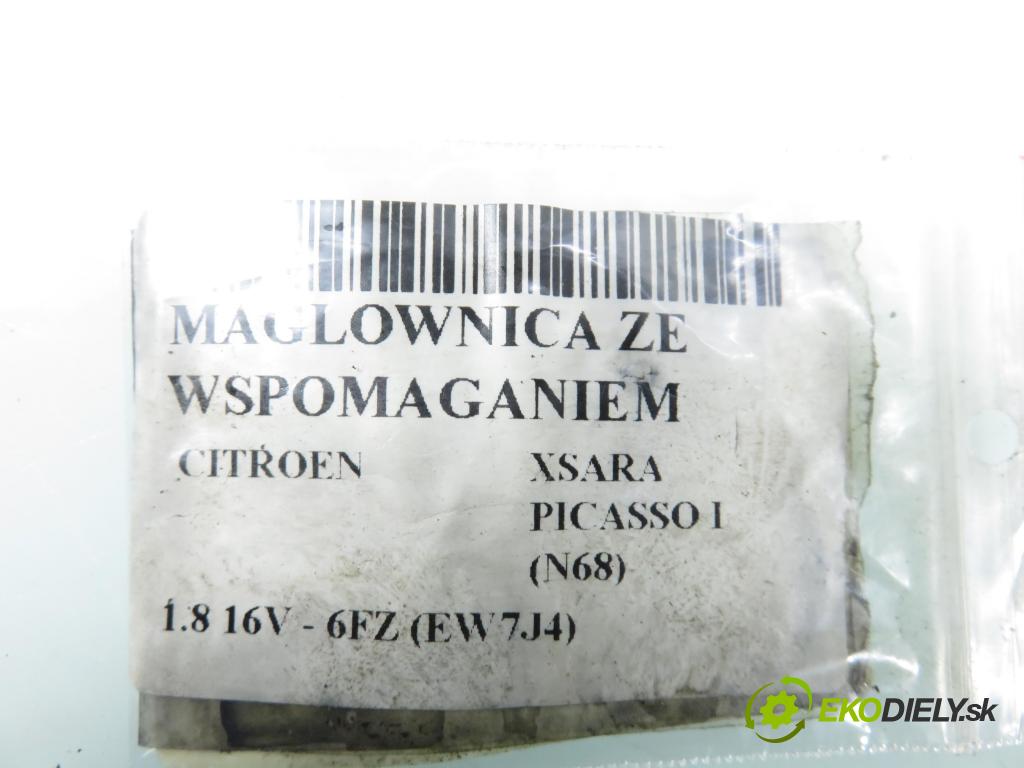 MAGLOWNICA ZE
WSPOMAGANIEM
CITROEN XSARA
PICASSO I
(N68)
1.8 16V - 6FZ (EW7J4)
EKODIELY.sk